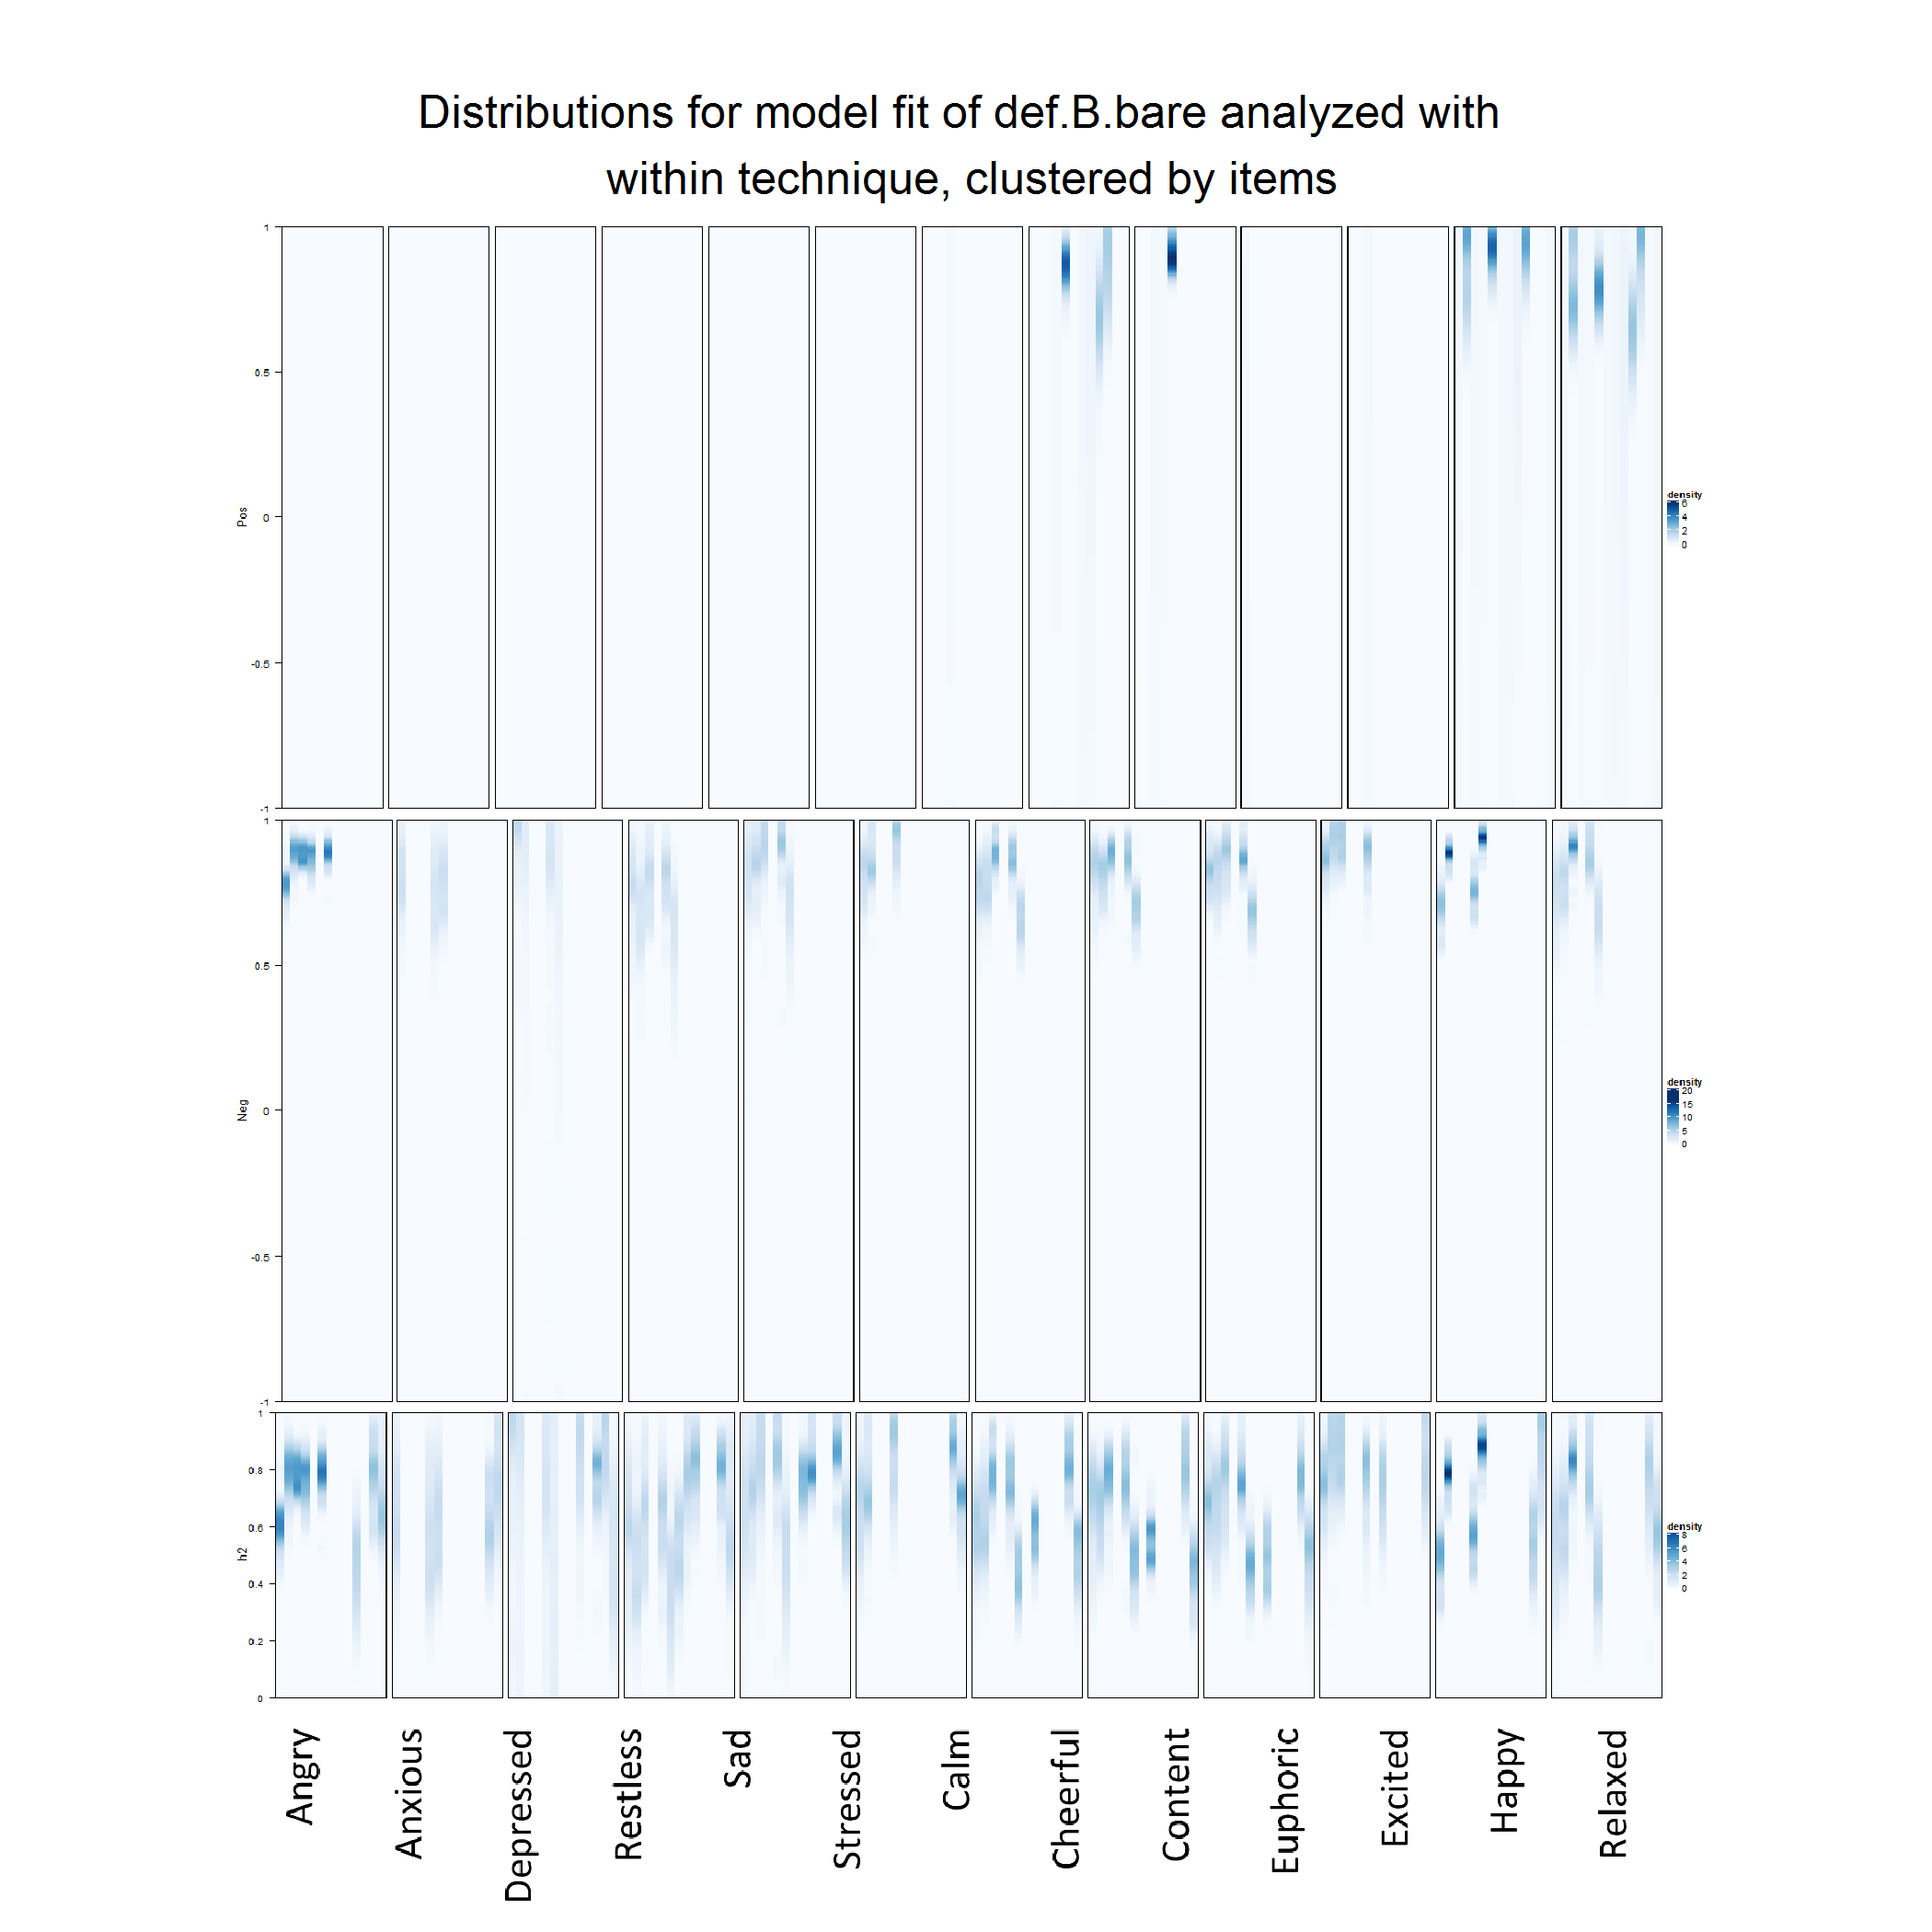 Distributions for model fit of def.B.bare analyzed with
within technique, clustered by items
1
0.5
0
-0.5
-1
Pos
density
6
4
2
0
1
0.5
0
-0.5
-1
Neg
density
20
15
10
5
0
1
0.8
0.6
0.4
0.2
0
h2
density
8
6
4
2
0
Angry
Anxious
Depressed
Restless
Sad
Stressed
Calm
Cheerful
Content
Euphoric
Excited
Happy
Relaxed